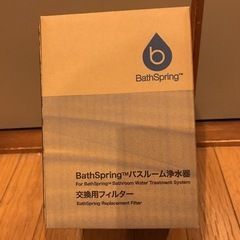 b
BathSpring™
BathSpring™バスルーム浄水器
For BathSpring™ Bathroom Water Treatment System
交換用フィルター
BathSpring Replacement Filter